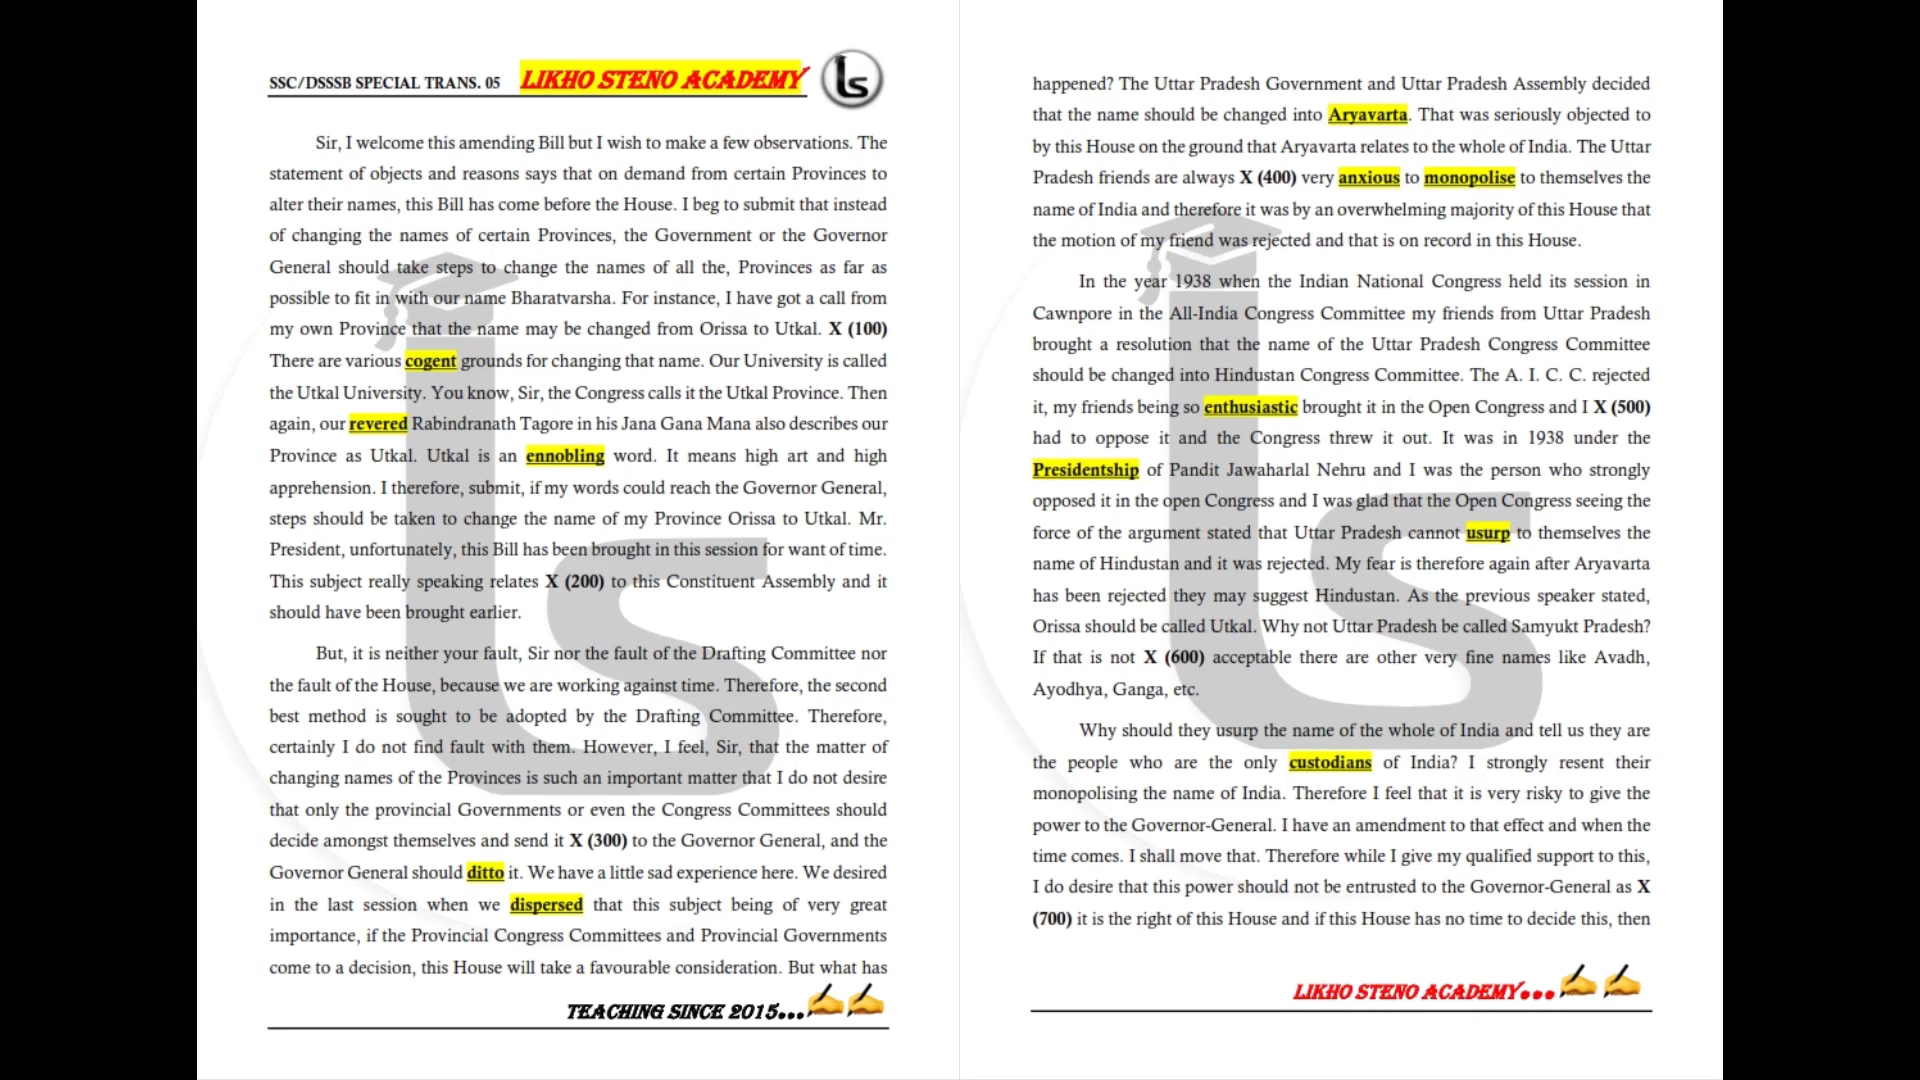 SSC/DSSSB SPECIAL TRANS. 05 LIKHO STENO ACADEMY ls
Sir, I welcome this amending Bill but I wish to make a few observations. The
statement of objects and reasons says that on demand from certain Provinces to
alter their names, this Bill has come before the House. I beg to submit that instead
of changing the names of certain Provinces, the Government or the Governor
General should take steps to change the names of all the, Provinces as far as
possible to fit in with our name Bharatvarsha. For instance, I have got a call from
my own Province that the name may be changed from Orissa to Utkal. X (100)
There are various cogent grounds for changing that name. Our University is called
the Utkal University. You know, Sir, the Congress calls it the Utkal Province. Then
again, our revered Rabindranath Tagore in his Jana Gana Mana also describes our
Province as Utkal. Utkal is an ennobling word. It means high art and high
apprehension. I therefore, submit, if my words could reach the Governor General,
steps should be taken to change the name of my Province Orissa to Utkal. Mr.
President, unfortunately, this Bill has been brought in this session for want of time.
This subject really speaking relates X (200) to this Constituent Assembly and it
should have been brought earlier.
But, it is neither your fault, Sir nor the fault of the Drafting Committee nor
the fault of the House, because we are working against time. Therefore, the second
best method is sought to be adopted by the Drafting Committee. Therefore,
certainly I do not find fault with them. However, I feel, Sir, that the matter of
changing names of the Provinces is such an important matter that I do not desire
that only the provincial Governments or even the Congress Committees should
decide amongst themselves and send it X (300) to the Governor General, and the
Governor General should ditto it. We have a little sad experience here. We desired
in the last session when we dispersed that this subject being of very great
importance, if the Provincial Congress Committees and Provincial Governments
come to a decision, this House will take a favourable consideration. But what has
TEACHING SINCE 2015...
happened? The Uttar Pradesh Government and Uttar Pradesh Assembly decided
that the name should be changed into Aryavarta. That was seriously objected to
by this House on the ground that Aryavarta relates to the whole of India. The Uttar
Pradesh friends are always X (400) very anxious to monopolise to themselves the
name of India and therefore it was by an overwhelming majority of this House that
the motion of my friend was rejected and that is on record in this House.
In the year 1938 when the Indian National Congress held its session in
Cawnpore in the All-India Congress Committee my friends from Uttar Pradesh
brought a resolution that the name of the Uttar Pradesh Congress Committee
should be changed into Hindustan Congress Committee. The A. I. C. C. rejected
it, my friends being so enthusiastic brought it in the Open Congress and I X (500)
had to oppose it and the Congress threw it out. It was in 1938 under the
Presidentship of Pandit Jawaharlal Nehru and I was the person who strongly
opposed it in the open Congress and I was glad that the Open Congress seeing the
force of the argument stated that Uttar Pradesh cannot usurp to themselves the
name of Hindustan and it was rejected. My fear is therefore again after Aryavarta
has been rejected they may suggest Hindustan. As the previous speaker stated,
Orissa should be called Utkal. Why not Uttar Pradesh be called Samyukt Pradesh?
If that is not X (600) acceptable there are other very fine names like Avadh,
Ayodhya, Ganga, etc.
Why should they usurp the name of the whole of India and tell us they are
the people who are the only custodians of India? I strongly resent their
monopolising the name of India. Therefore I feel that it is very risky to give the
power to the Governor-General. I have an amendment to that effect and when the
time comes. I shall move that. Therefore while I give my qualified support to this,
I do desire that this power should not be entrusted to the Governor-General as X
(700) it is the right of this House and if this House has no time to decide this, then
LIKHO STENO ACADEMY...